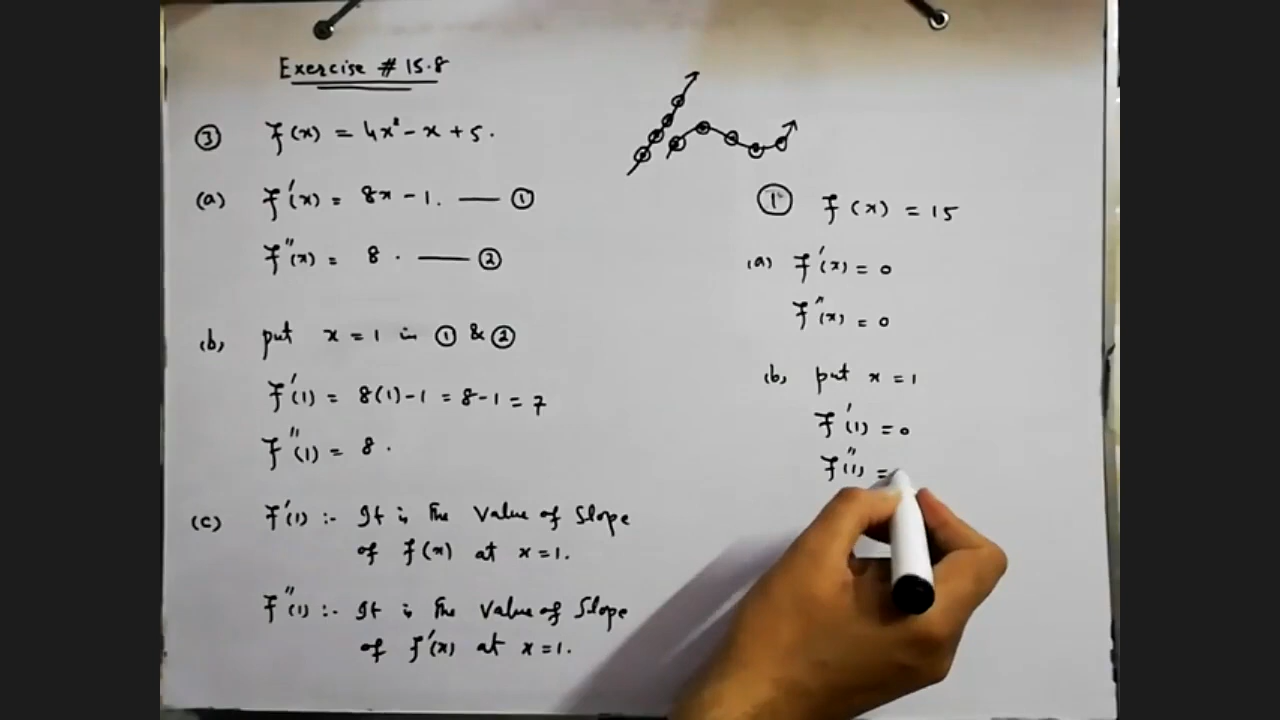 Exercise # 15.8
③ f(x) = 4x² - x + 5.
(a) f'(x) = 8x - 1. — ①
f''(x) = 8. — ②
(b) put x = 1 in ① & ②
f'(1) = 8(1) - 1 = 8 - 1 = 7
f''(1) = 8.
(c) f'(1) :- It is the value of slope
of f(x) at x = 1.
f''(1) :- It is the value of slope
of f'(x) at x = 1.
① f(x) = 15
(a) f'(x) = 0
f''(x) = 0
(b) put x = 1
f'(1) = 0
f''(1) =